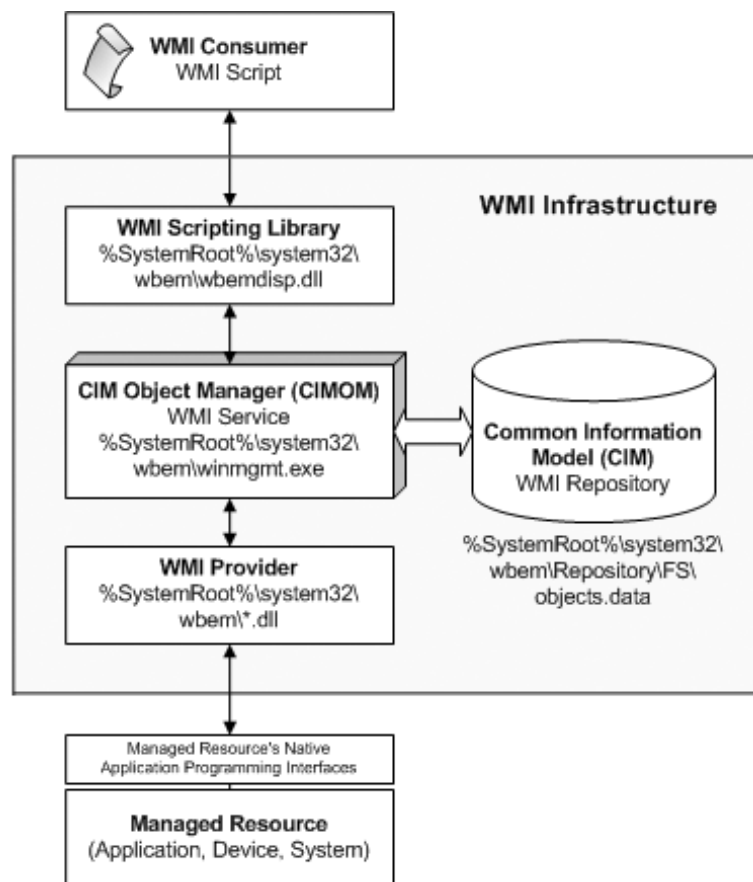 WMI Consumer
WMI Script
WMI Infrastructure
WMI Scripting Library
%SystemRoot%\system32\
wbem\wbemdisp.dll
CIM Object Manager (CIMOM)
WMI Service
%SystemRoot%\system32\
wbem\winmgmt.exe
Common Information
Model (CIM)
WMI Repository
%SystemRoot%\system32\
wbem\Repository\FS\
objects.data
WMI Provider
%SystemRoot%\system32\
wbem\*.dll
Managed Resource's Native
Application Programming Interfaces
Managed Resource
(Application, Device, System)